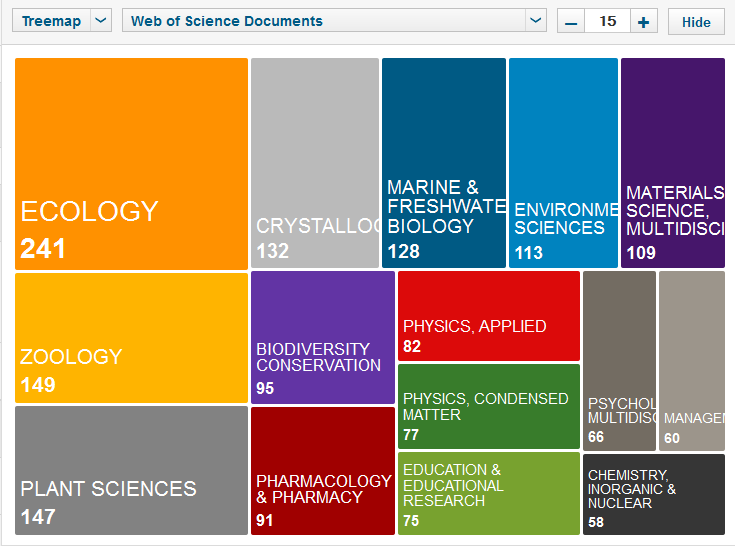 Treemap
Web of Science Documents
– 15 +
Hide
ECOLOGY
241
CRYSTALLOG
132
MARINE &
FRESHWATE
BIOLOGY
128
ENVIRONME
SCIENCES
113
MATERIALS
SCIENCE,
MULTIDISCI
109
ZOOLOGY
149
BIODIVERSITY
CONSERVATION
95
PHYSICS, APPLIED
82
PHYSICS, CONDENSED
MATTER
77
PSYCHOL
MULTIDISC
66
MANAGEM
60
PLANT SCIENCES
147
PHARMACOLOGY
& PHARMACY
91
EDUCATION &
EDUCATIONAL
RESEARCH
75
CHEMISTRY,
INORGANIC &
NUCLEAR
58